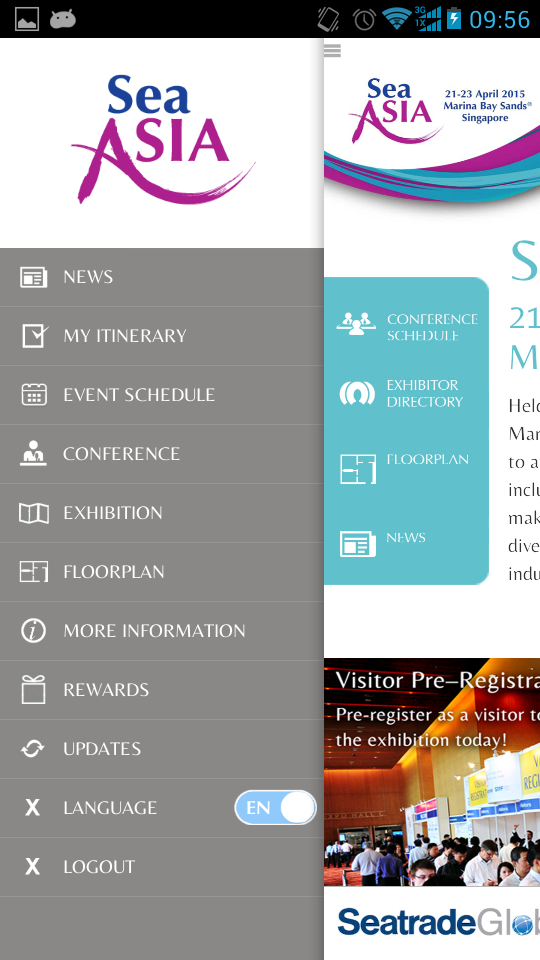 3G
1X
09:56
Sea
ASIA
NEWS
MY ITINERARY
EVENT SCHEDULE
CONFERENCE
EXHIBITION
FLOORPLAN
MORE INFORMATION
REWARDS
UPDATES
X LANGUAGE EN
X LOGOUT
Sea
ASIA
21-23 April 2015
Marina Bay Sands®
Singapore
S
21
M
CONFERENCE
SCHEDULE
EXHIBITOR
DIRECTORY
FLOORPLAN
NEWS
Held
Mar
to a
inclu
mak
dive
indu
Visitor Pre–Registra
Pre-register as a visitor to
the exhibition today!
SeatradeGlob